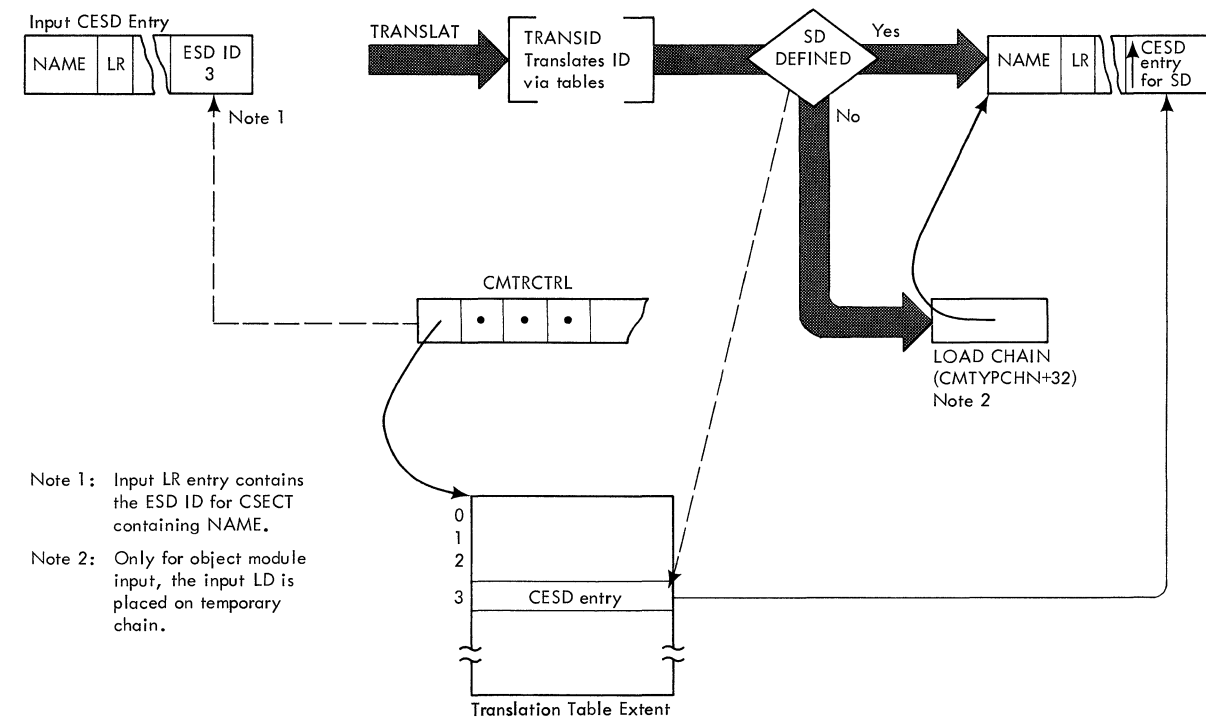 Input CESD Entry
NAME LR ESD ID
3
Note 1
TRANSLAT
TRANSID
Translates ID
via tables
SD
DEFINED
Yes
No
NAME LR CESD
entry
for SD
CMTRCTRL
LOAD CHAIN
(CMTYPCHN+32)
Note 2
Note 1: Input LR entry contains
the ESD ID for CSECT
containing NAME.
Note 2: Only for object module
input, the input LD is
placed on temporary
chain.
0
1
2
3 CESD entry
Translation Table Extent